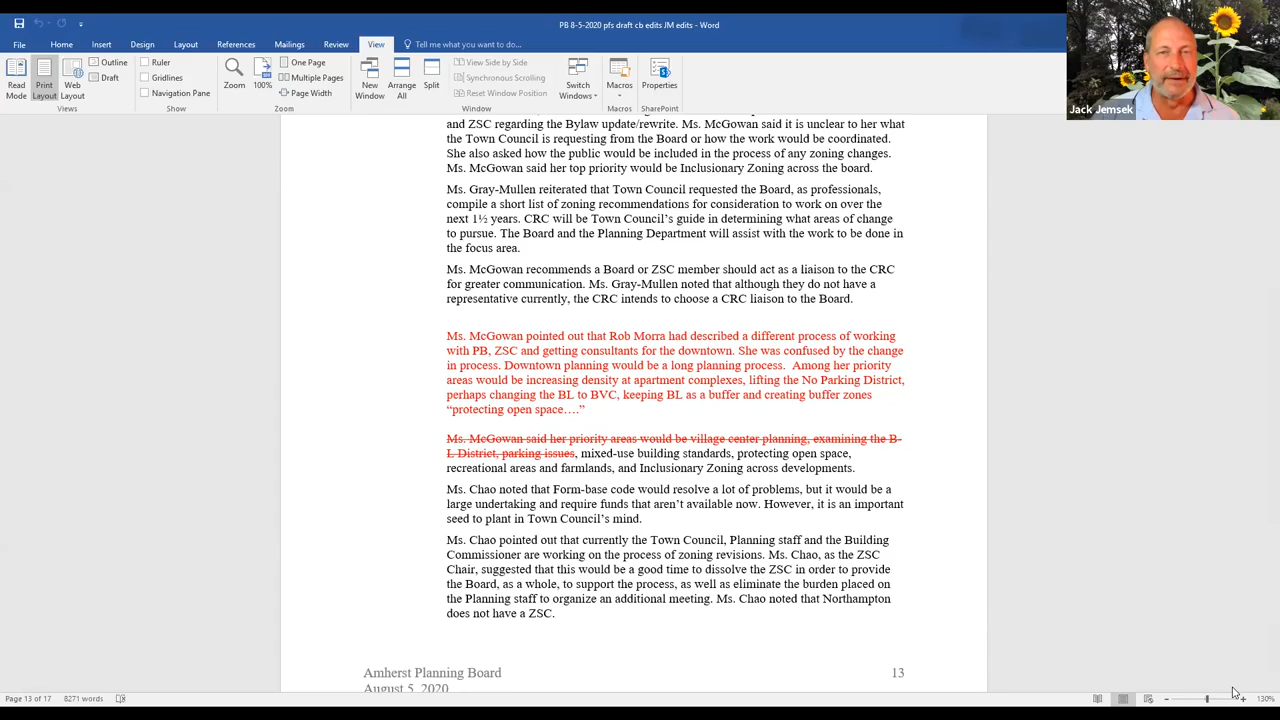 PB 8-5-2020 pfs draft cb edits JM edits - Word
File Home Insert Design Layout References Mailings Review View Tell me what you want to do...
Read Mode
Print Layout
Web Layout
Outline
Draft
Views
Ruler
Gridlines
Navigation Pane
Show
Zoom
100%
One Page
Multiple Pages
Page Width
Zoom
New Window
Arrange All
Split
View Side by Side
Synchronous Scrolling
Reset Window Position
Window
Switch Windows
Macros
Macros
Properties
SharePoint
Jack Jemsek
and ZSC regarding the Bylaw update/rewrite. Ms. McGowan said it is unclear to her what
the Town Council is requesting from the Board or how the work would be coordinated.
She also asked how the public would be included in the process of any zoning changes.
Ms. McGowan said her top priority would be Inclusionary Zoning across the board.
Ms. Gray-Mullen reiterated that Town Council requested the Board, as professionals,
compile a short list of zoning recommendations for consideration to work on over the
next 1½ years. CRC will be Town Council's guide in determining what areas of change
to pursue. The Board and the Planning Department will assist with the work to be done in
the focus area.
Ms. McGowan recommends a Board or ZSC member should act as a liaison to the CRC
for greater communication. Ms. Gray-Mullen noted that although they do not have a
representative currently, the CRC intends to choose a CRC liaison to the Board.
Ms. McGowan pointed out that Rob Morra had described a different process of working
with PB, ZSC and getting consultants for the downtown. She was confused by the change
in process. Downtown planning would be a long planning process. Among her priority
areas would be increasing density at apartment complexes, lifting the No Parking District,
perhaps changing the BL to BVC, keeping BL as a buffer and creating buffer zones
“protecting open space….”
Ms. McGowan said her priority areas would be village center planning, examining the B-
L District, parking issues, mixed-use building standards, protecting open space,
recreational areas and farmlands, and Inclusionary Zoning across developments.
Ms. Chao noted that Form-base code would resolve a lot of problems, but it would be a
large undertaking and require funds that aren't available now. However, it is an important
seed to plant in Town Council's mind.
Ms. Chao pointed out that currently the Town Council, Planning staff and the Building
Commissioner are working on the process of zoning revisions. Ms. Chao, as the ZSC
Chair, suggested that this would be a good time to dissolve the ZSC in order to provide
the Board, as a whole, to support the process, as well as eliminate the burden placed on
the Planning staff to organize an additional meeting. Ms. Chao noted that Northampton
does not have a ZSC.
Amherst Planning Board 13
August 5, 2020
Page 13 of 17 8271 words 130%